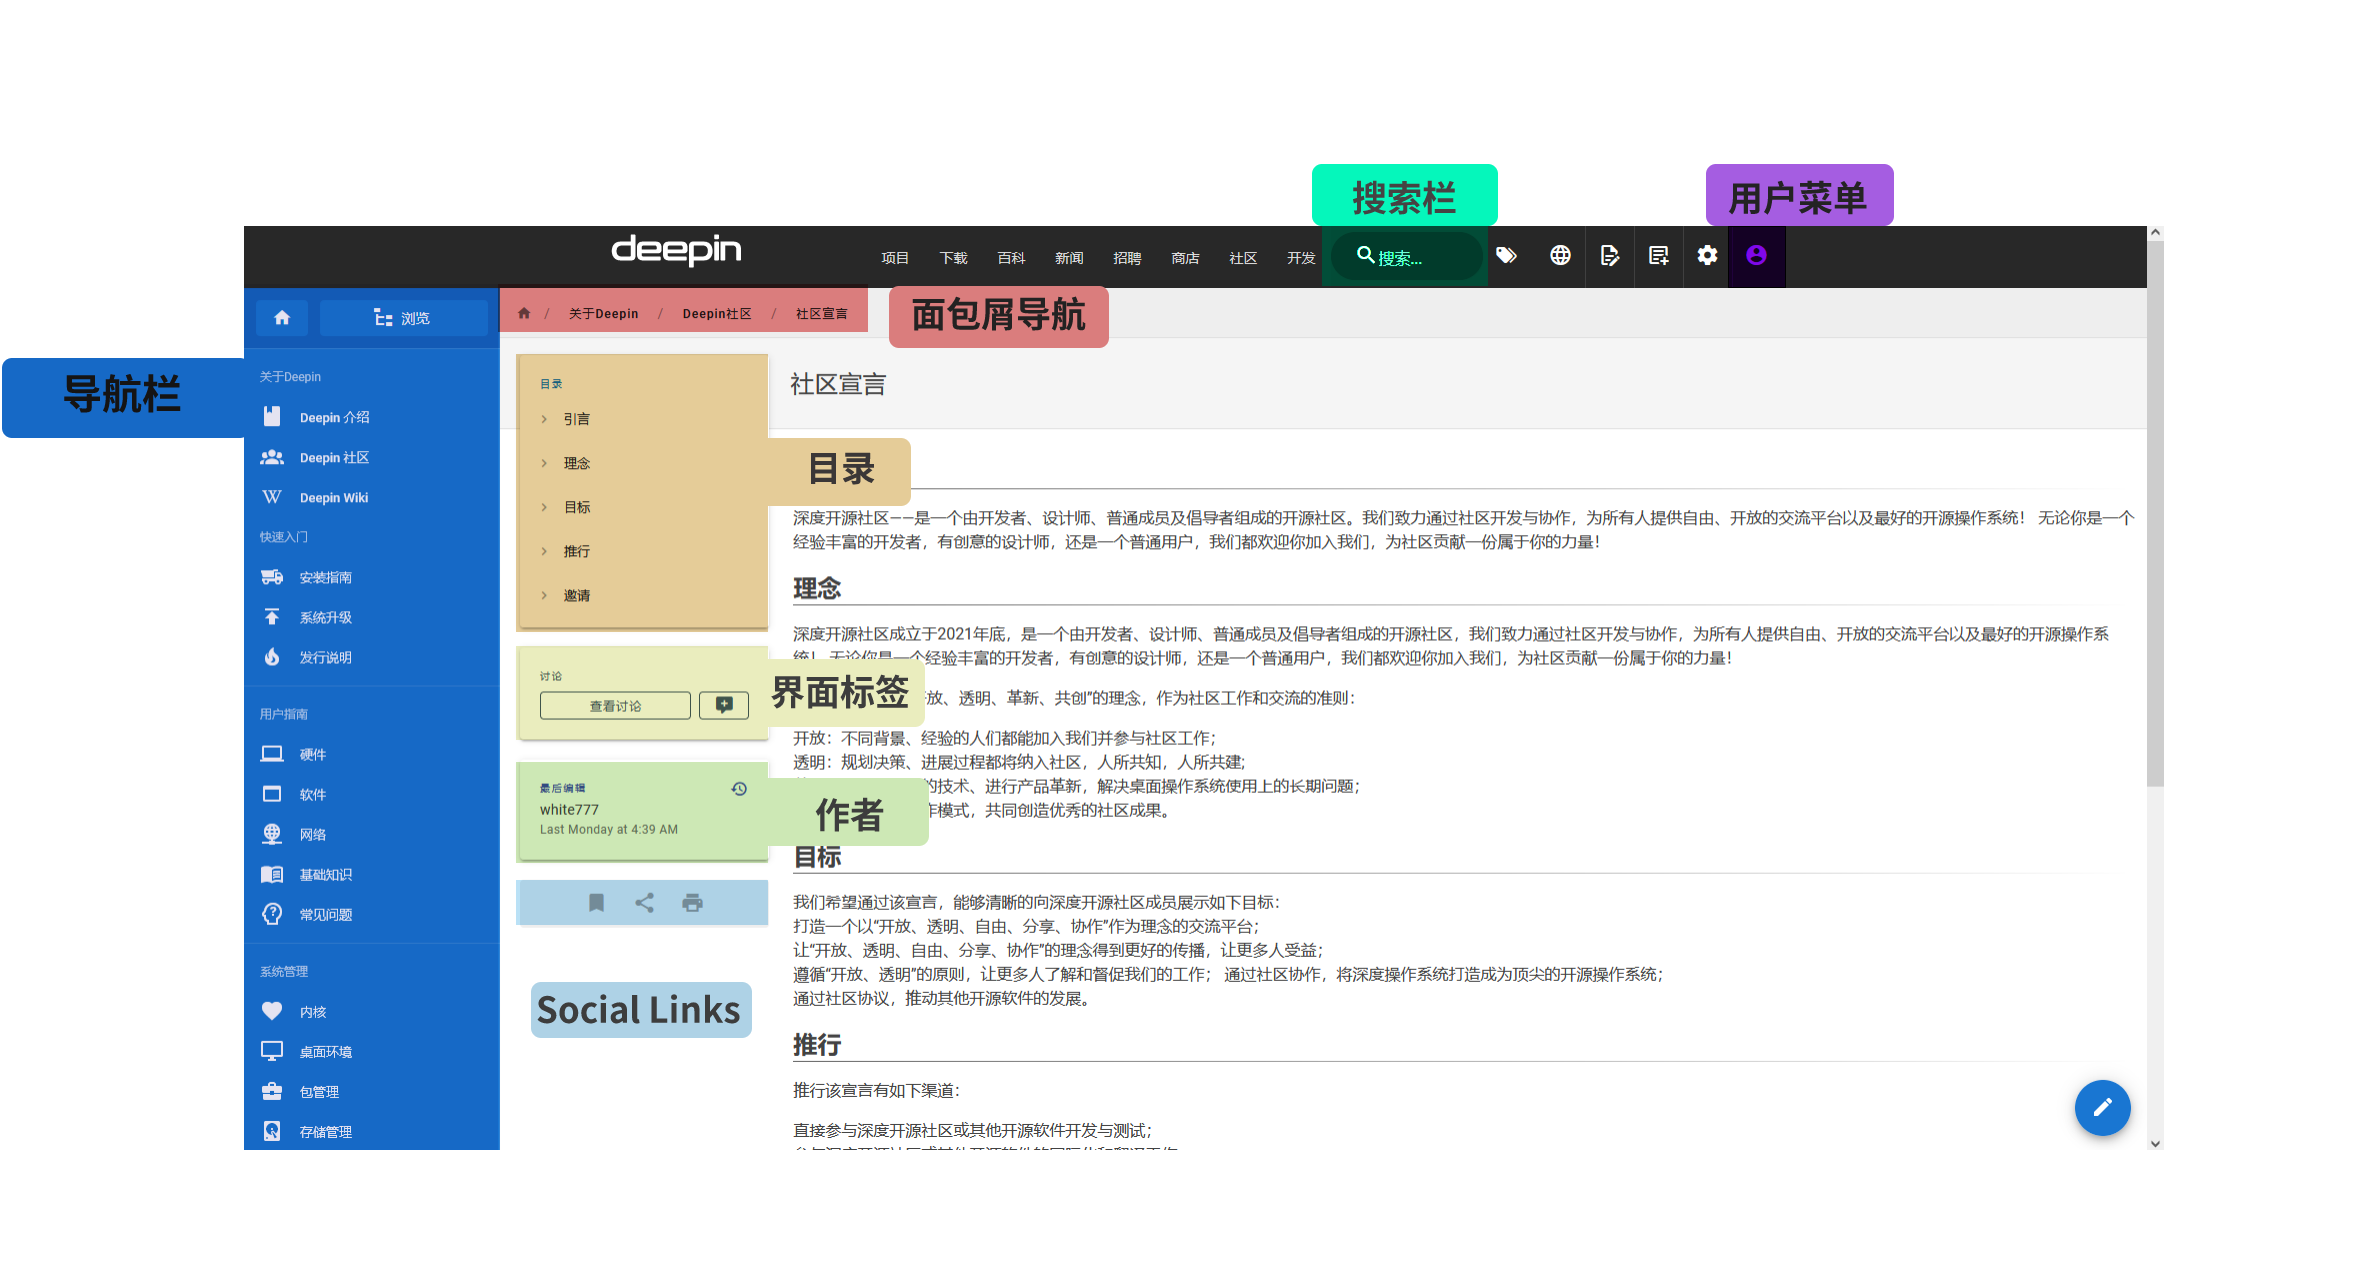 搜索栏
用户菜单
deepin
项目 下载 百科 新闻 招聘 商店 社区 开发 搜索...
浏览
/ 关于Deepin / Deepin社区 / 社区宣言
面包屑导航
导航栏
关于Deepin
Deepin 介绍
Deepin 社区
Deepin Wiki
快速入门
安装指南
系统升级
发行说明
用户指南
硬件
软件
网络
基础知识
常见问题
系统管理
内核
桌面环境
包管理
存储管理
目录
引言
理念
目标
推行
邀请
目录
讨论
查看讨论
界面标签
最后编辑
white777
Last Monday at 4:39 AM
作者
Social Links
社区宣言
深度开源社区——是一个由开发者、设计师、普通成员及倡导者组成的开源社区。我们致力通过社区开发与协作，为所有人提供自由、开放的交流平台以及最好的开源操作系统！ 无论你是一个
经验丰富的开发者，有创意的设计师，还是一个普通用户，我们都欢迎你加入我们，为社区贡献一份属于你的力量！
理念
深度开源社区成立于2021年底，是一个由开发者、设计师、普通成员及倡导者组成的开源社区，我们致力通过社区开发与协作，为所有人提供自由、开放的交流平台以及最好的开源操作系
统！ 无论你是一个经验丰富的开发者，有创意的设计师，还是一个普通用户，我们都欢迎你加入我们，为社区贡献一份属于你的力量！
放、透明、革新、共创”的理念，作为社区工作和交流的准则：
开放：不同背景、经验的人们都能加入我们并参与社区工作；
透明：规划决策、进展过程都将纳入社区，人所共知，人所共建;
的技术、进行产品革新，解决桌面操作系统使用上的长期问题；
作模式，共同创造优秀的社区成果。
目标
我们希望通过该宣言，能够清晰的向深度开源社区成员展示如下目标：
打造一个以“开放、透明、自由、分享、协作”作为理念的交流平台；
让“开放、透明、自由、分享、协作”的理念得到更好的传播，让更多人受益；
遵循“开放、透明”的原则，让更多人了解和督促我们的工作； 通过社区协作，将深度操作系统打造成为顶尖的开源操作系统；
通过社区协议，推动其他开源软件的发展。
推行
推行该宣言有如下渠道：
直接参与深度开源社区或其他开源软件开发与测试；